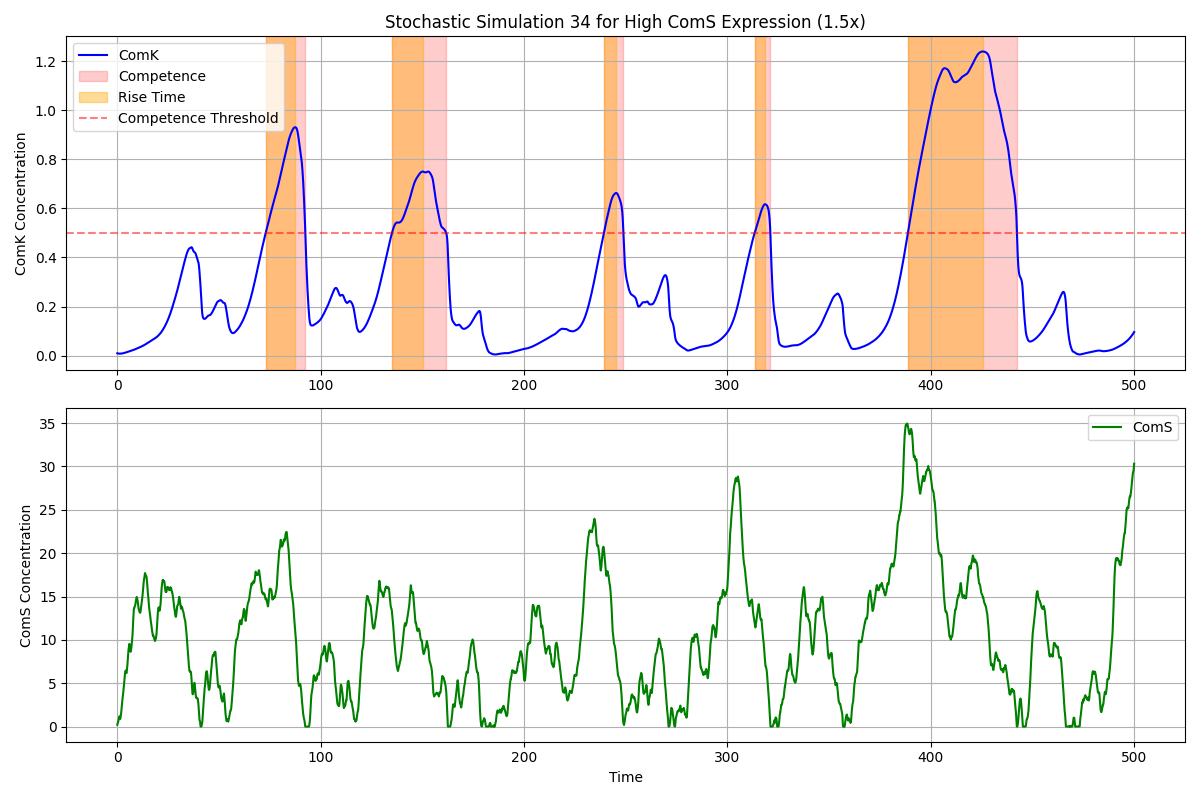 Stochastic Simulation 34 for High ComS Expression (1.5x)
ComK
Competence
Rise Time
Competence Threshold
ComK Concentration
1.2
1.0
0.8
0.6
0.4
0.2
0.0
0 100 200 300 400 500
ComS
ComS Concentration
35
30
25
20
15
10
5
0
0 100 200 300 400 500
Time